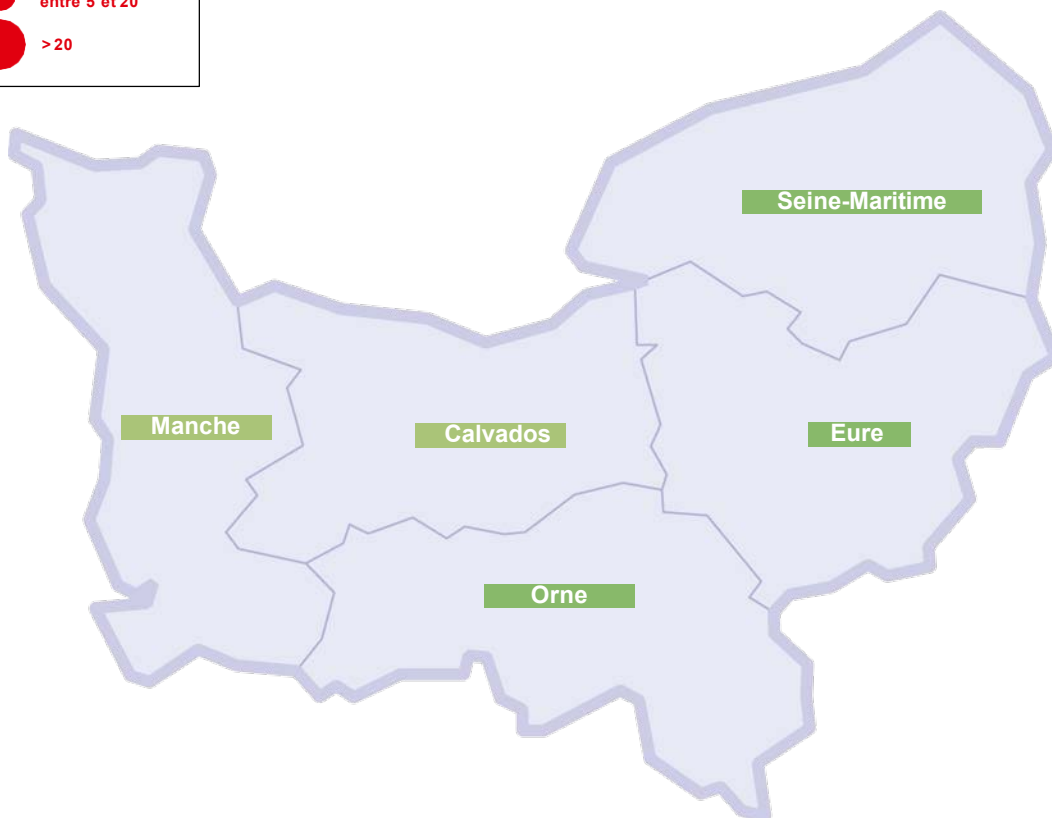 entre 5 et 20
> 20
Seine-Maritime
Manche
Calvados
Eure
Orne